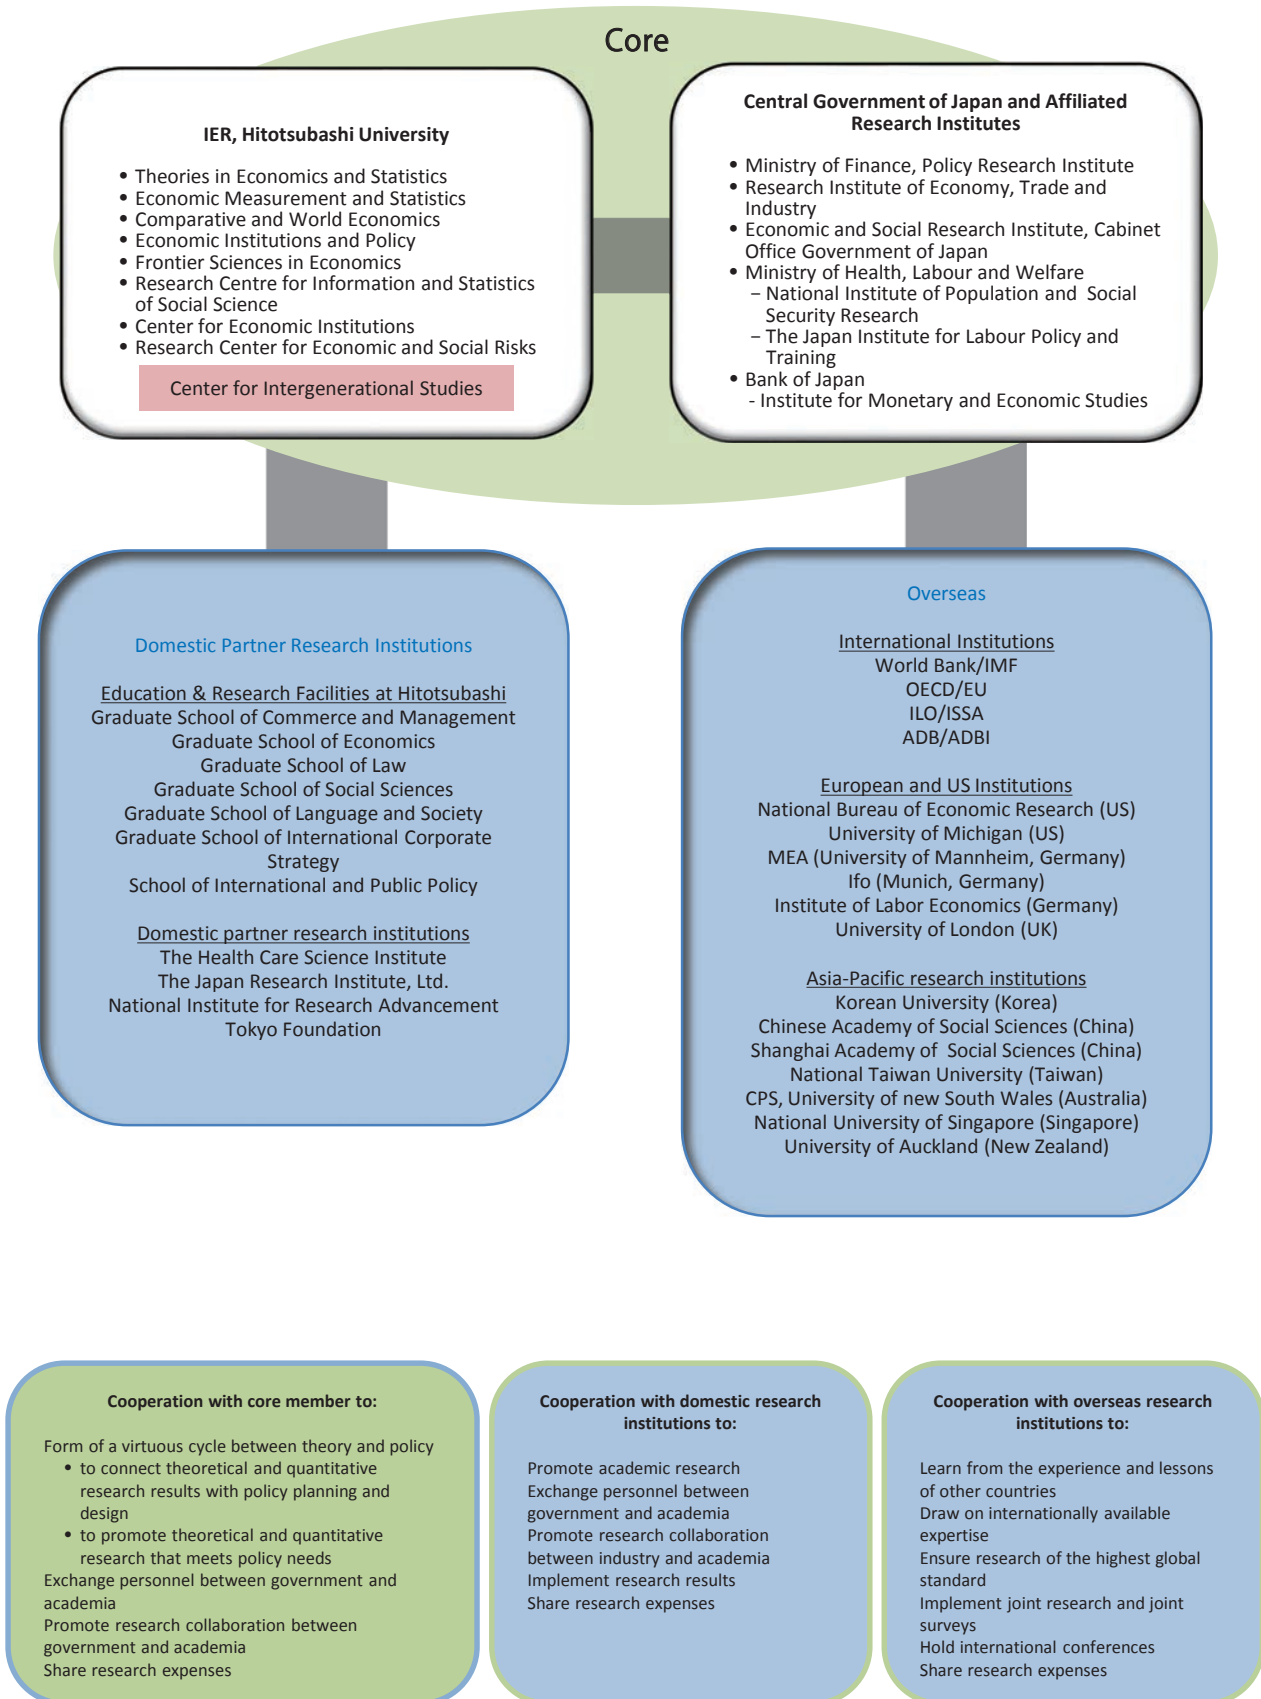 Core
IER, Hitotsubashi University
• Theories in Economics and Statistics
• Economic Measurement and Statistics
• Comparative and World Economics
• Economic Institutions and Policy
• Frontier Sciences in Economics
• Research Centre for Information and Statistics
of Social Science
• Center for Economic Institutions
• Research Center for Economic and Social Risks
Center for Intergenerational Studies
Central Government of Japan and Affiliated
Research Institutes
• Ministry of Finance, Policy Research Institute
• Research Institute of Economy, Trade and
Industry
• Economic and Social Research Institute, Cabinet
Office Government of Japan
• Ministry of Health, Labour and Welfare
– National Institute of Population and Social
Security Research
– The Japan Institute for Labour Policy and
Training
• Bank of Japan
- Institute for Monetary and Economic Studies
Domestic Partner Research Institutions
Education & Research Facilities at Hitotsubashi
Graduate School of Commerce and Management
Graduate School of Economics
Graduate School of Law
Graduate School of Social Sciences
Graduate School of Language and Society
Graduate School of International Corporate
Strategy
School of International and Public Policy
Domestic partner research institutions
The Health Care Science Institute
The Japan Research Institute, Ltd.
National Institute for Research Advancement
Tokyo Foundation
Overseas
International Institutions
World Bank/IMF
OECD/EU
ILO/ISSA
ADB/ADBI
European and US Institutions
National Bureau of Economic Research (US)
University of Michigan (US)
MEA (University of Mannheim, Germany)
Ifo (Munich, Germany)
Institute of Labor Economics (Germany)
University of London (UK)
Asia-Pacific research institutions
Korean University (Korea)
Chinese Academy of Social Sciences (China)
Shanghai Academy of Social Sciences (China)
National Taiwan University (Taiwan)
CPS, University of new South Wales (Australia)
National University of Singapore (Singapore)
University of Auckland (New Zealand)
Cooperation with core member to:
Form of a virtuous cycle between theory and policy
• to connect theoretical and quantitative
research results with policy planning and
design
• to promote theoretical and quantitative
research that meets policy needs
Exchange personnel between government and
academia
Promote research collaboration between
government and academia
Share research expenses
Cooperation with domestic research
institutions to:
Promote academic research
Exchange personnel between
government and academia
Promote research collaboration
between industry and academia
Implement research results
Share research expenses
Cooperation with overseas research
institutions to:
Learn from the experience and lessons
of other countries
Draw on internationally available
expertise
Ensure research of the highest global
standard
Implement joint research and joint
surveys
Hold international conferences
Share research expenses